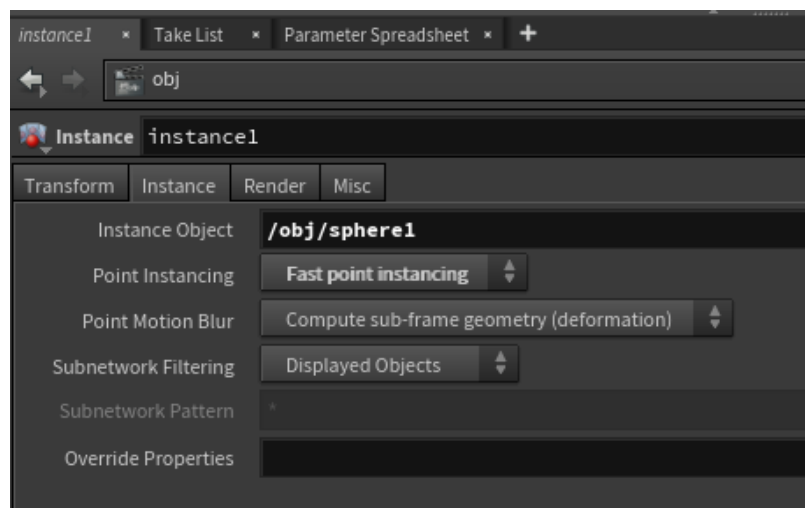 instance1 × Take List × Parameter Spreadsheet × +
obj
Instance instance1
Transform Instance Render Misc
Instance Object /obj/sphere1
Point Instancing Fast point instancing
Point Motion Blur Compute sub-frame geometry (deformation)
Subnetwork Filtering Displayed Objects
Subnetwork Pattern *
Override Properties